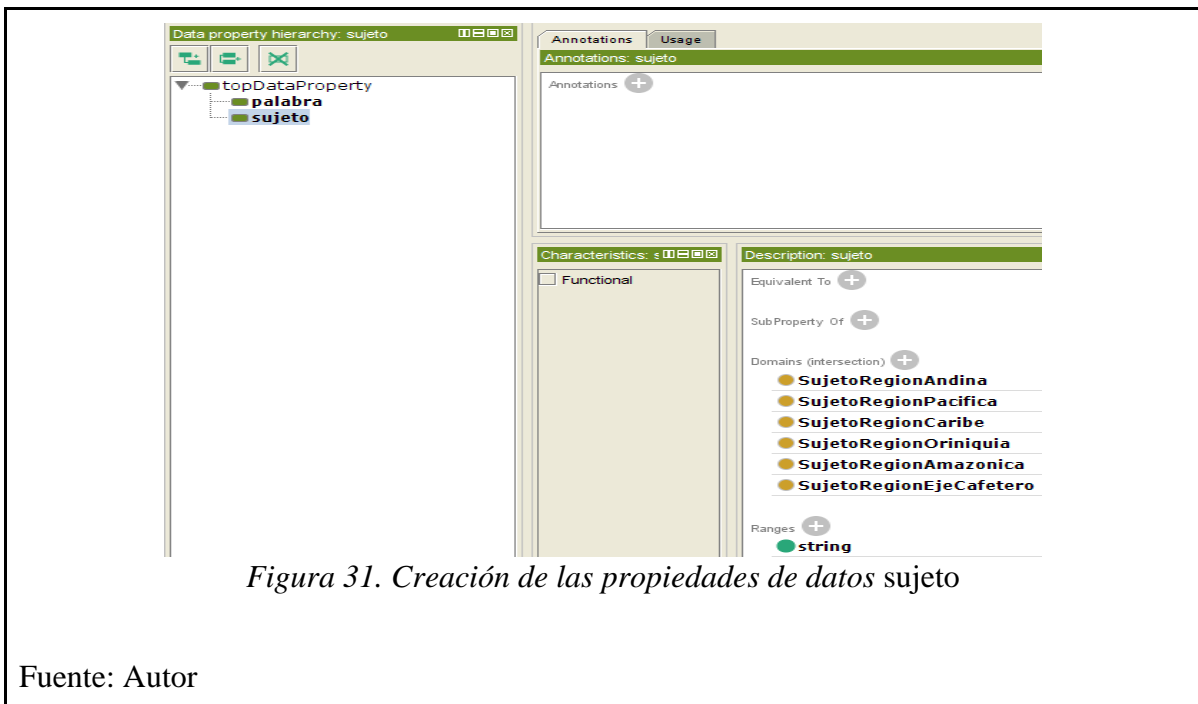 Data property hierarchy: sujeto
topDataProperty
palabra
sujeto
Annotations Usage
Annotations: sujeto
Annotations
Characteristics: s
Functional
Description: sujeto
Equivalent To
SubProperty Of
Domains (intersection)
SujetoRegionAndina
SujetoRegionPacifica
SujetoRegionCaribe
SujetoRegionOriniquia
SujetoRegionAmazonica
SujetoRegionEjeCafetero
Ranges
string
Figura 31. Creación de las propiedades de datos sujeto
Fuente: Autor